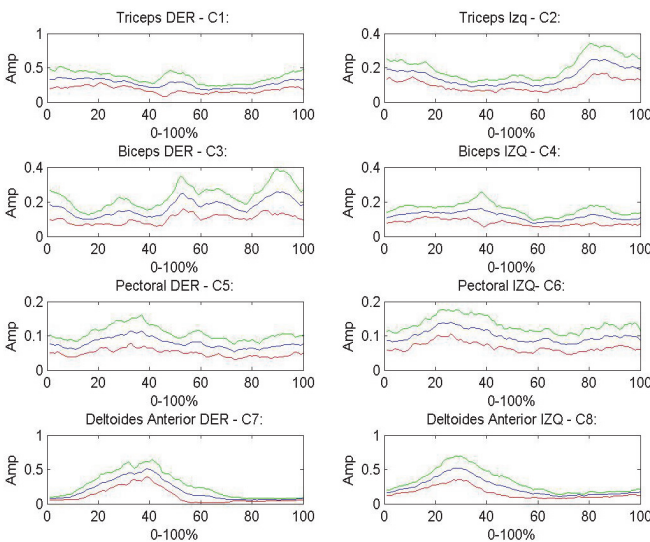 Triceps DER - C1:
Amp
1
0.5
0
0 20 40 60 80 100
0-100%
Triceps Izq - C2:
Amp
0.4
0.2
0
0 20 40 60 80 100
0-100%
Biceps DER - C3:
Amp
0.4
0.2
0
0 20 40 60 80 100
0-100%
Biceps IZQ - C4:
Amp
0.4
0.2
0
0 20 40 60 80 100
0-100%
Pectoral DER - C5:
Amp
0.2
0.1
0
0 20 40 60 80 100
0-100%
Pectoral IZQ- C6:
Amp
0.2
0.1
0
0 20 40 60 80 100
0-100%
Deltoides Anterior DER - C7:
Amp
1
0.5
0
0 20 40 60 80 100
0-100%
Deltoides Anterior IZQ - C8:
Amp
1
0.5
0
0 20 40 60 80 100
0-100%